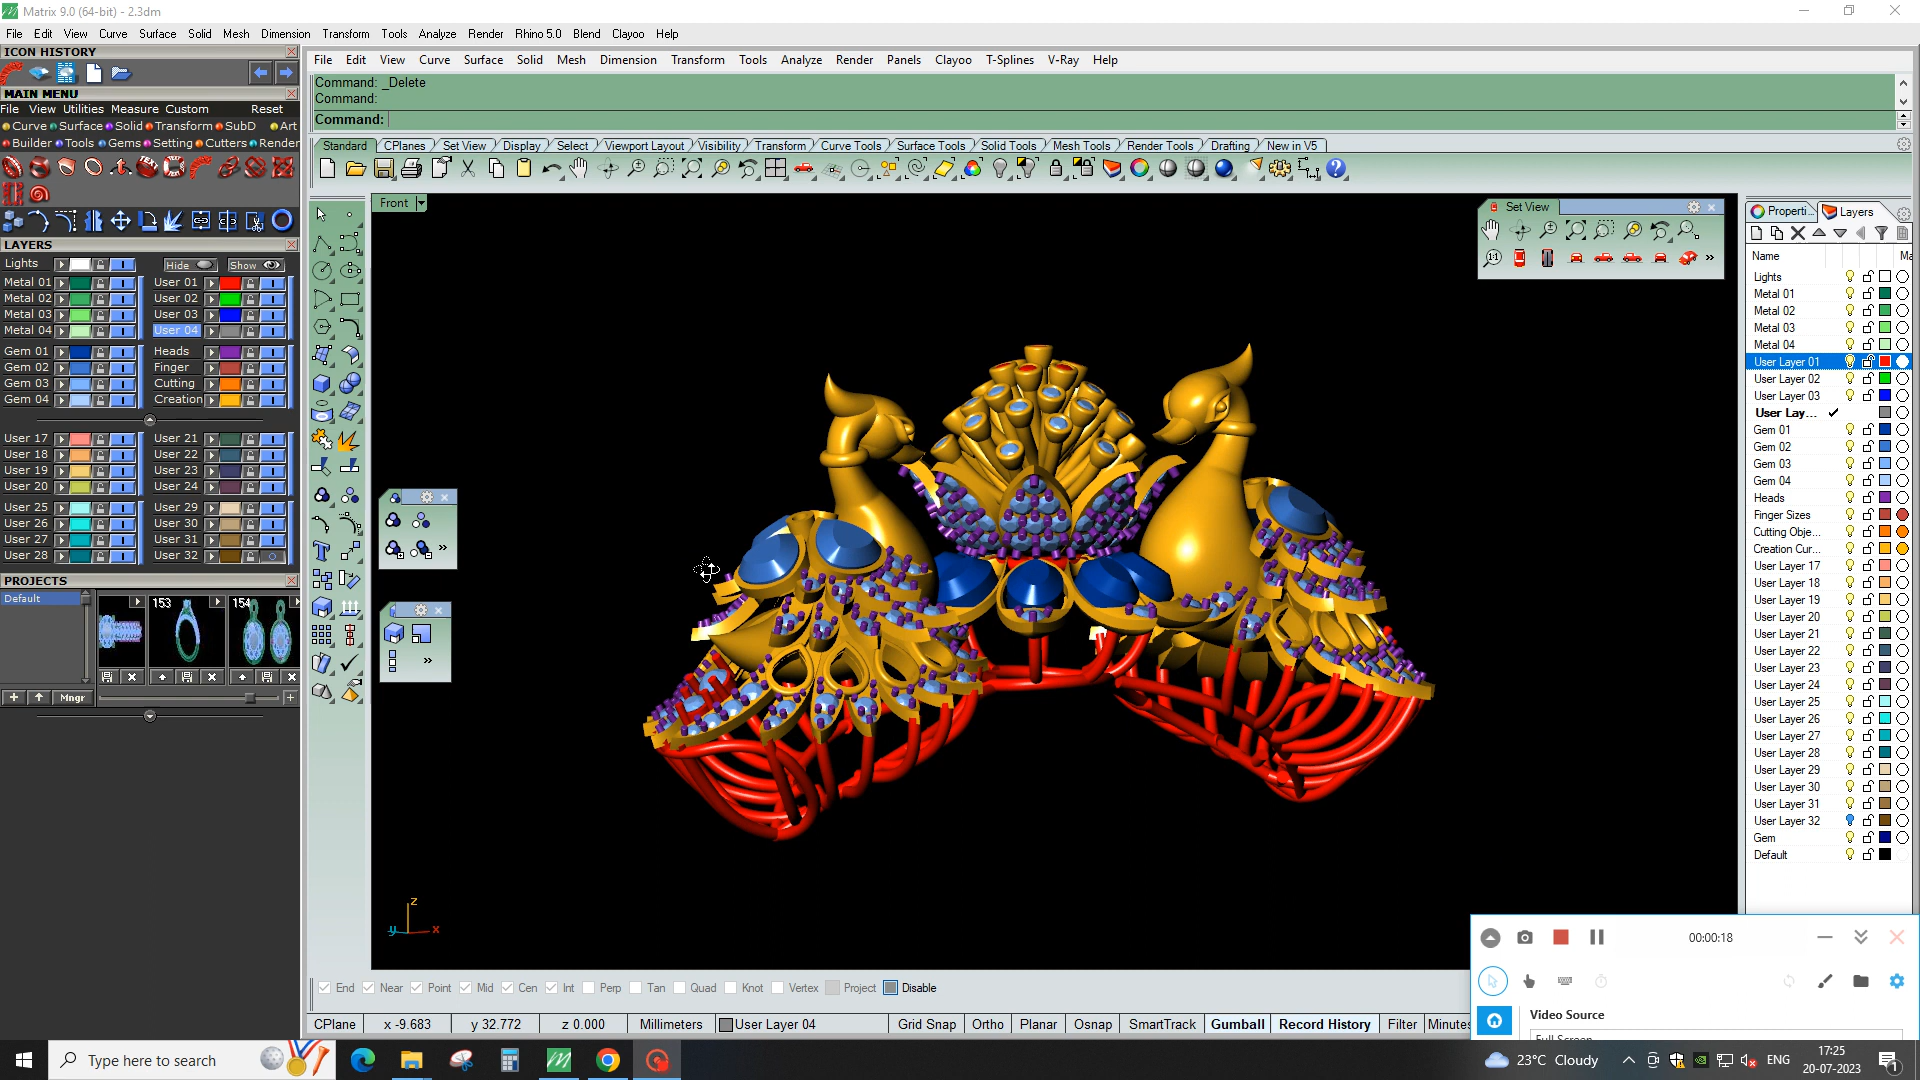 Matrix 9.0 (64-bit) - 2.3dm
File Edit View Curve Surface Solid Mesh Dimension Transform Tools Analyze Render Rhino 5.0 Blend Clayoo Help
ICON HISTORY
MAIN MENU
File View Utilities Measure Custom Reset
Curve Surface Solid Transform SubD Art
Builder Tools Gems Setting Cutters Render
LAYERS
Lights Hide Show
Metal 01 User 01
Metal 02 User 02
Metal 03 User 03
Metal 04 User 04
Gem 01 Heads
Gem 02 Finger
Gem 03 Cutting
Gem 04 Creation
User 17 User 21
User 18 User 22
User 19 User 23
User 20 User 24
User 25 User 29
User 26 User 30
User 27 User 31
User 28 User 32
PROJECTS
Default
153 154
Mngr
File Edit View Curve Surface Solid Mesh Dimension Transform Tools Analyze Render Panels Clayoo T-Splines V-Ray Help
Command: _Delete
Command:
Command:
Standard CPlanes Set View Display Select Viewport Layout Visibility Transform Curve Tools Surface Tools Solid Tools Mesh Tools Render Tools Drafting New in V5
Front
Set View
1:1
z
y x
Properti... Layers
Name Ma
Lights
Metal 01
Metal 02
Metal 03
Metal 04
User Layer 01
User Layer 02
User Layer 03
User Lay...
Gem 01
Gem 02
Gem 03
Gem 04
Heads
Finger Sizes
Cutting Obje...
Creation Cur...
User Layer 17
User Layer 18
User Layer 19
User Layer 20
User Layer 21
User Layer 22
User Layer 23
User Layer 24
User Layer 25
User Layer 26
User Layer 27
User Layer 28
User Layer 29
User Layer 30
User Layer 31
User Layer 32
Gem
Default
End Near Point Mid Cen Int Perp Tan Quad Knot Vertex Project Disable
CPlane x -9.683 y 32.772 z 0.000 Millimeters User Layer 04 Grid Snap Ortho Planar Osnap SmartTrack Gumball Record History Filter Minutes
00:00:18
Video Source
Full Screen
Type here to search
23°C Cloudy
ENG
17:25
20-07-2023
1